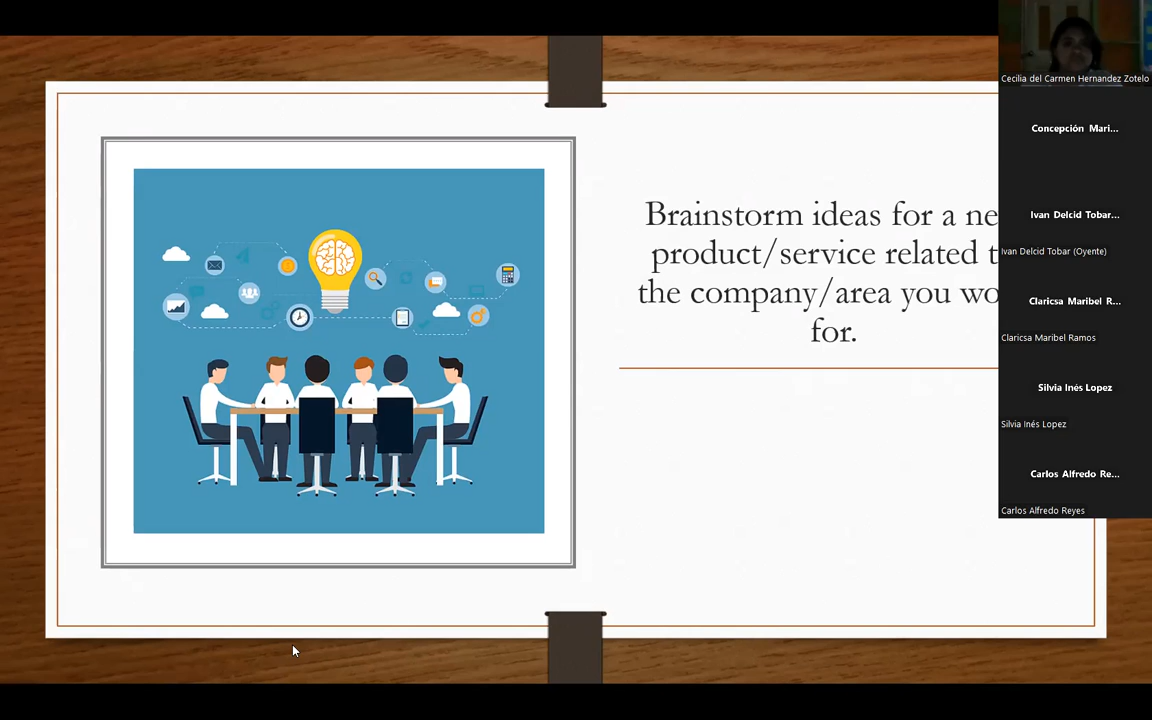 Brainstorm ideas for a ne
product/service related t
the company/area you wo
for.
Cecilia del Carmen Hernandez Zotelo
Concepción Mari...
Ivan Delcid Tobar...
Ivan Delcid Tobar (Oyente)
Claricsa Maribel R...
Claricsa Maribel Ramos
Silvia Inés Lopez
Silvia Inés Lopez
Carlos Alfredo Re...
Carlos Alfredo Reyes